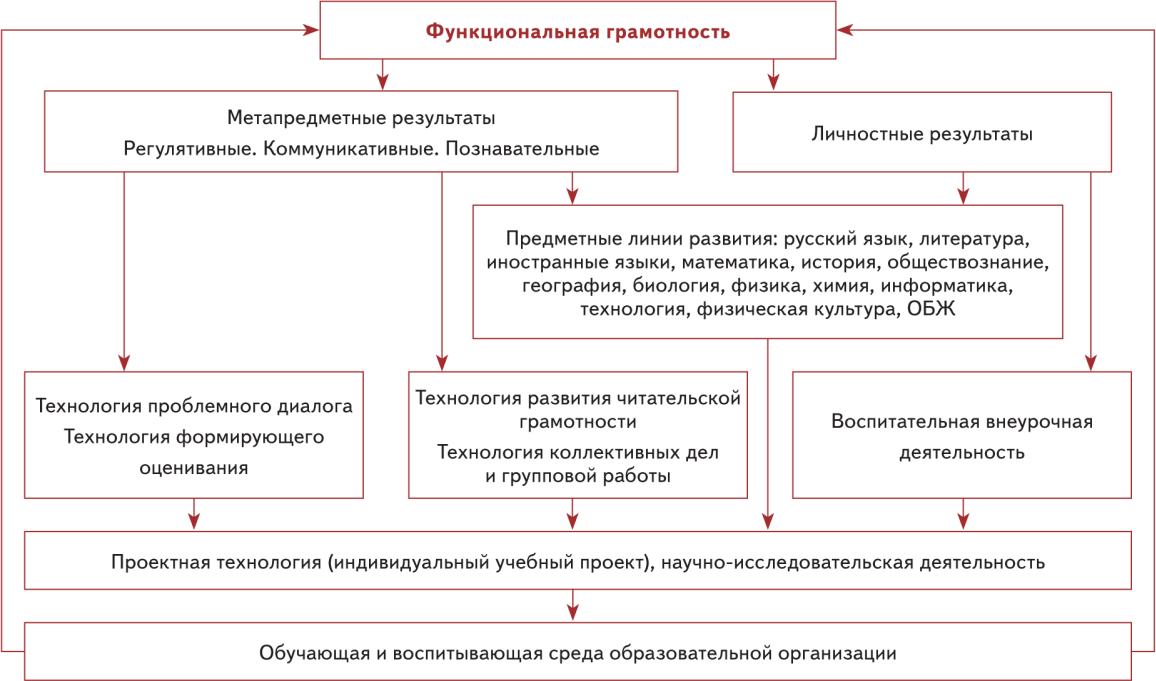 Функциональная грамотность
Метапредметные результаты
Регулятивные. Коммуникативные. Познавательные
Личностные результаты
Предметные линии развития: русский язык, литература,
иностранные языки, математика, история, обществознание,
география, биология, физика, химия, информатика,
технология, физическая культура, ОБЖ
Технология проблемного диалога
Технология формирующего
оценивания
Технология развития читательской
грамотности
Технология коллективных дел
и групповой работы
Воспитательная внеурочная
деятельность
Проектная технология (индивидуальный учебный проект), научно-исследовательская деятельность
Обучающая и воспитывающая среда образовательной организации